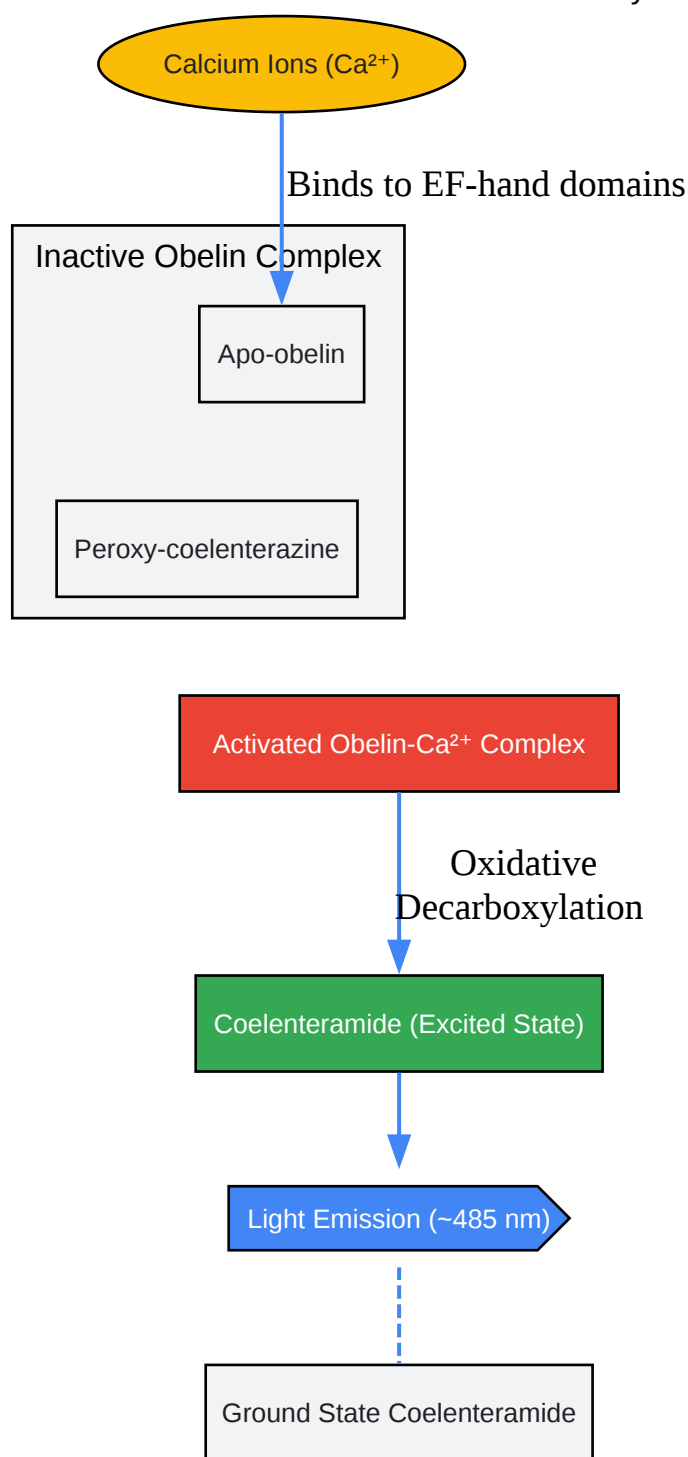 Calcium Ions (Ca²⁺)
Binds to EF-hand domains
Inactive Obelin Complex
Apo-obelin
Peroxy-coelenterazine
Activated Obelin-Ca²⁺ Complex
Oxidative
Decarboxylation
Coelenteramide (Excited State)
Light Emission (~485 nm)
Ground State Coelenteramide